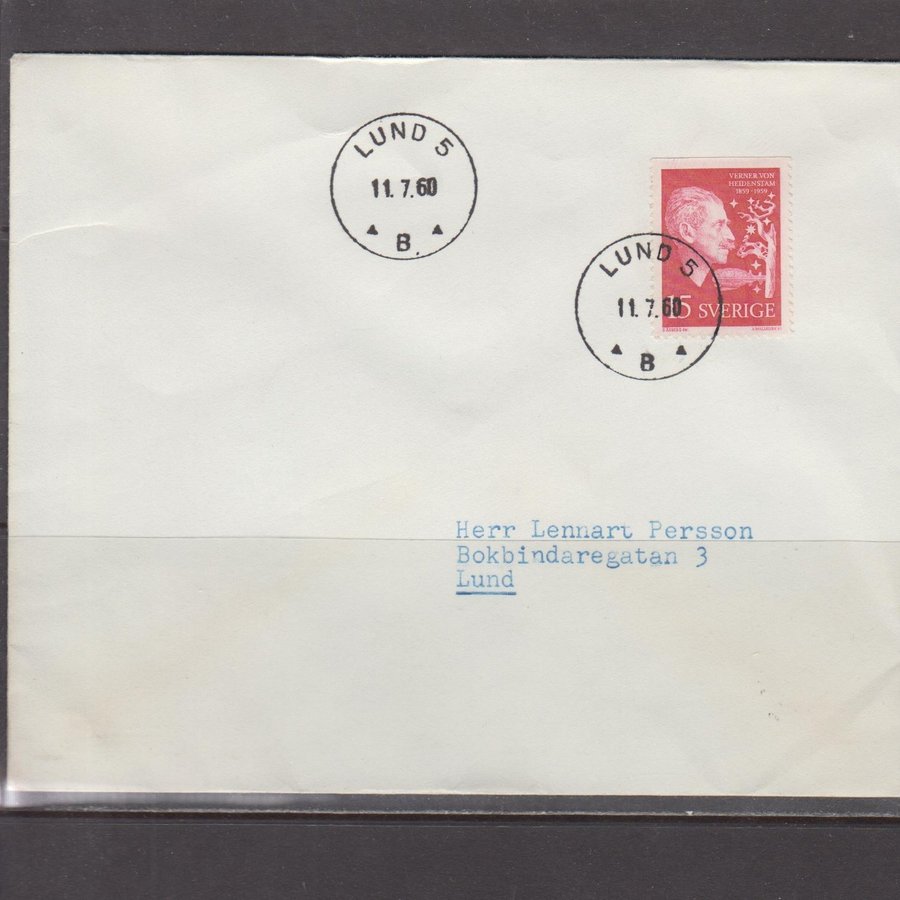 LUND 5
11.7.60
B
VERNER VON
HEIDENSTAM
1859-1959
15 SVERIGE
LUND 5
11.7.60
B
Herr Lennart Persson
Bokbindaregatan 3
Lund